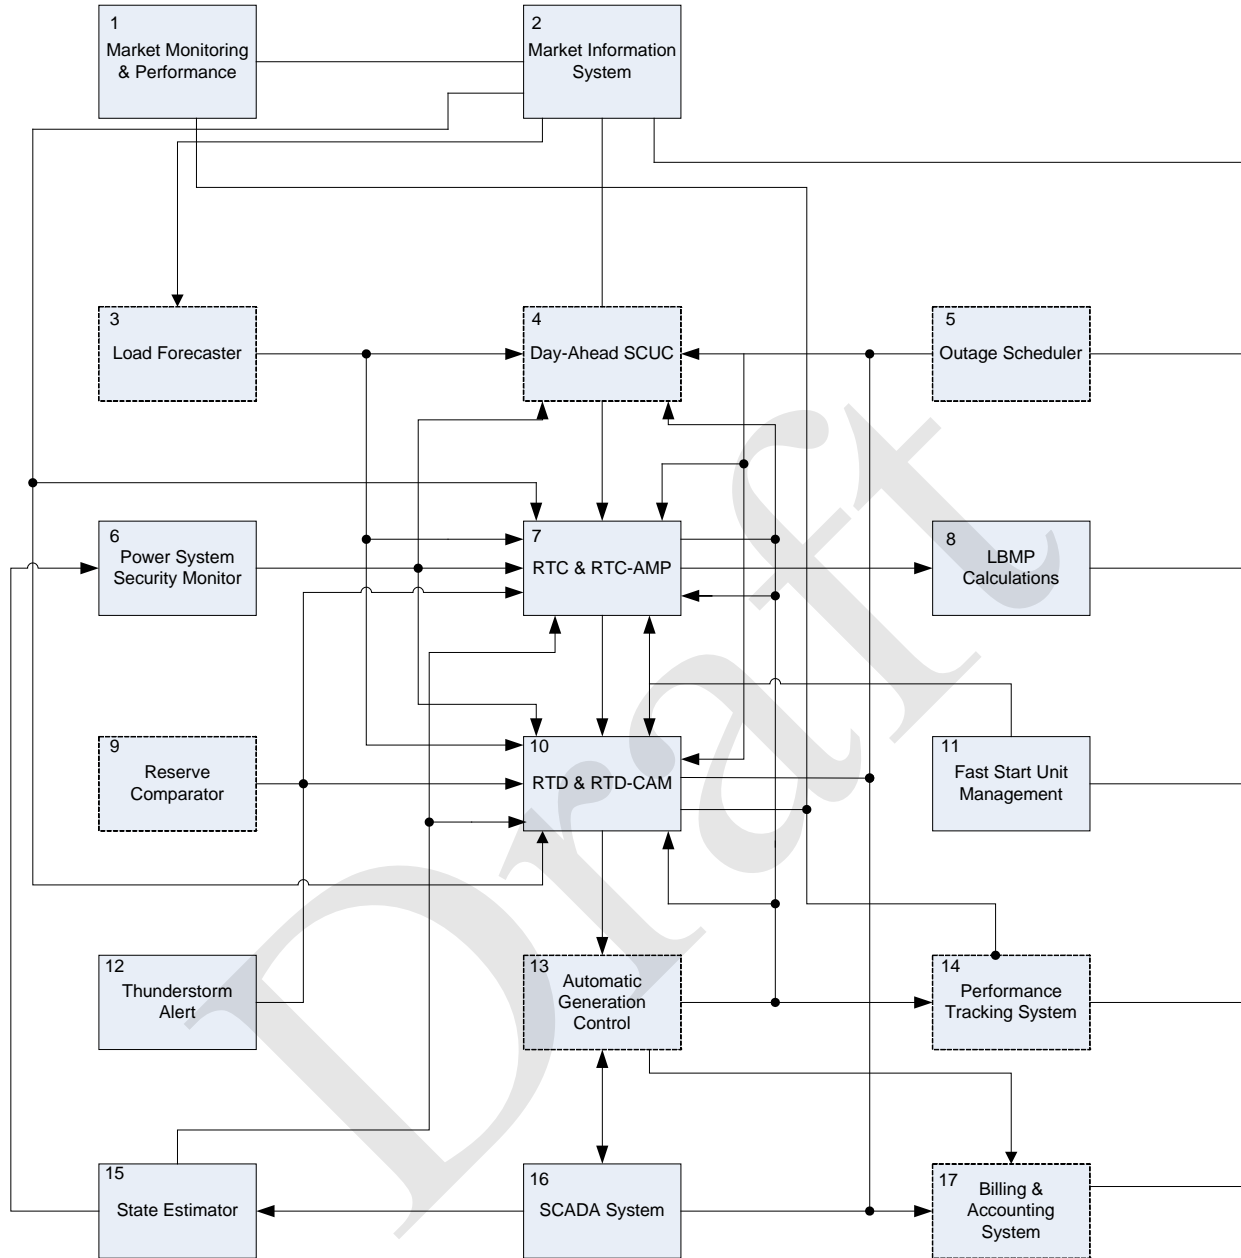 1
Market Monitoring
& Performance
2
Market Information
System
3
Load Forecaster
4
Day-Ahead SCUC
5
Outage Scheduler
6
Power System
Security Monitor
7
RTC & RTC-AMP
8
LBMP
Calculations
9
Reserve
Comparator
10
RTD & RTD-CAM
11
Fast Start Unit
Management
12
Thunderstorm
Alert
13
Automatic
Generation
Control
14
Performance
Tracking System
15
State Estimator
16
SCADA System
17
Billing &
Accounting
System
Draft